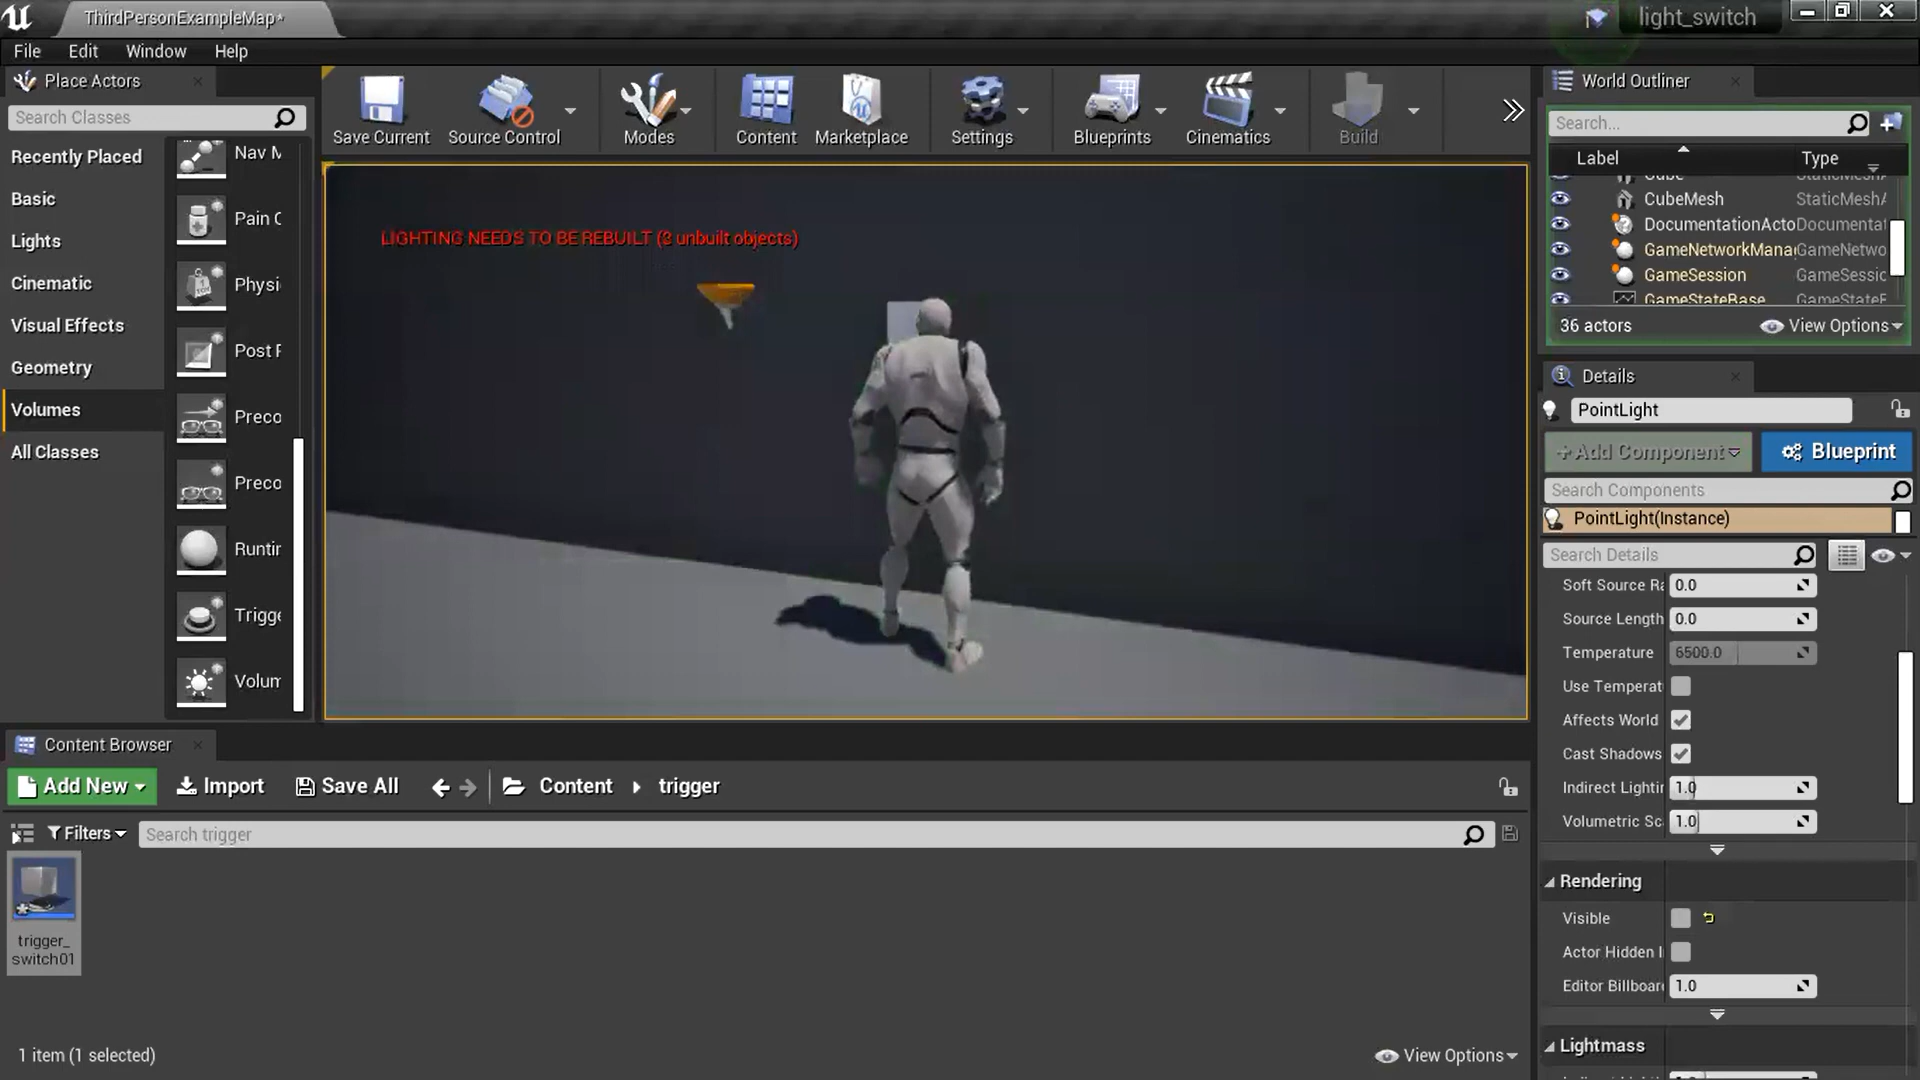 ThirdPersonExampleMap*
light_switch
File
Edit
Window
Help
Place Actors
Search Classes
Recently Placed
Basic
Lights
Cinematic
Visual Effects
Geometry
Volumes
All Classes
Nav M
Pain C
Physi
Post F
Preco
Preco
Runtir
Trigge
Volum
Save Current
Source Control
Modes
Content
Marketplace
Settings
Blueprints
Cinematics
Build
LIGHTING NEEDS TO BE REBUILT (3 unbuilt objects)
World Outliner
Search...
Label
Type
Cube
StaticMeshA
CubeMesh
StaticMeshA
DocumentationActo
Documentat
GameNetworkMana
GameNetwo
GameSession
GameSessic
GameStateBase
GameStateE
36 actors
View Options
Details
PointLight
+ Add Component
Blueprint
Search Components
PointLight(Instance)
Search Details
Soft Source Ra
0.0
Source Length
0.0
Temperature
6500.0
Use Temperat
Affects World
Cast Shadows
Indirect Lightin
1.0
Volumetric Sca
1.0
Rendering
Visible
Actor Hidden I
Editor Billboard
1.0
Lightmass
Content Browser
Add New
Import
Save All
Content
trigger
Filters
Search trigger
trigger_
switch01
1 item (1 selected)
View Options